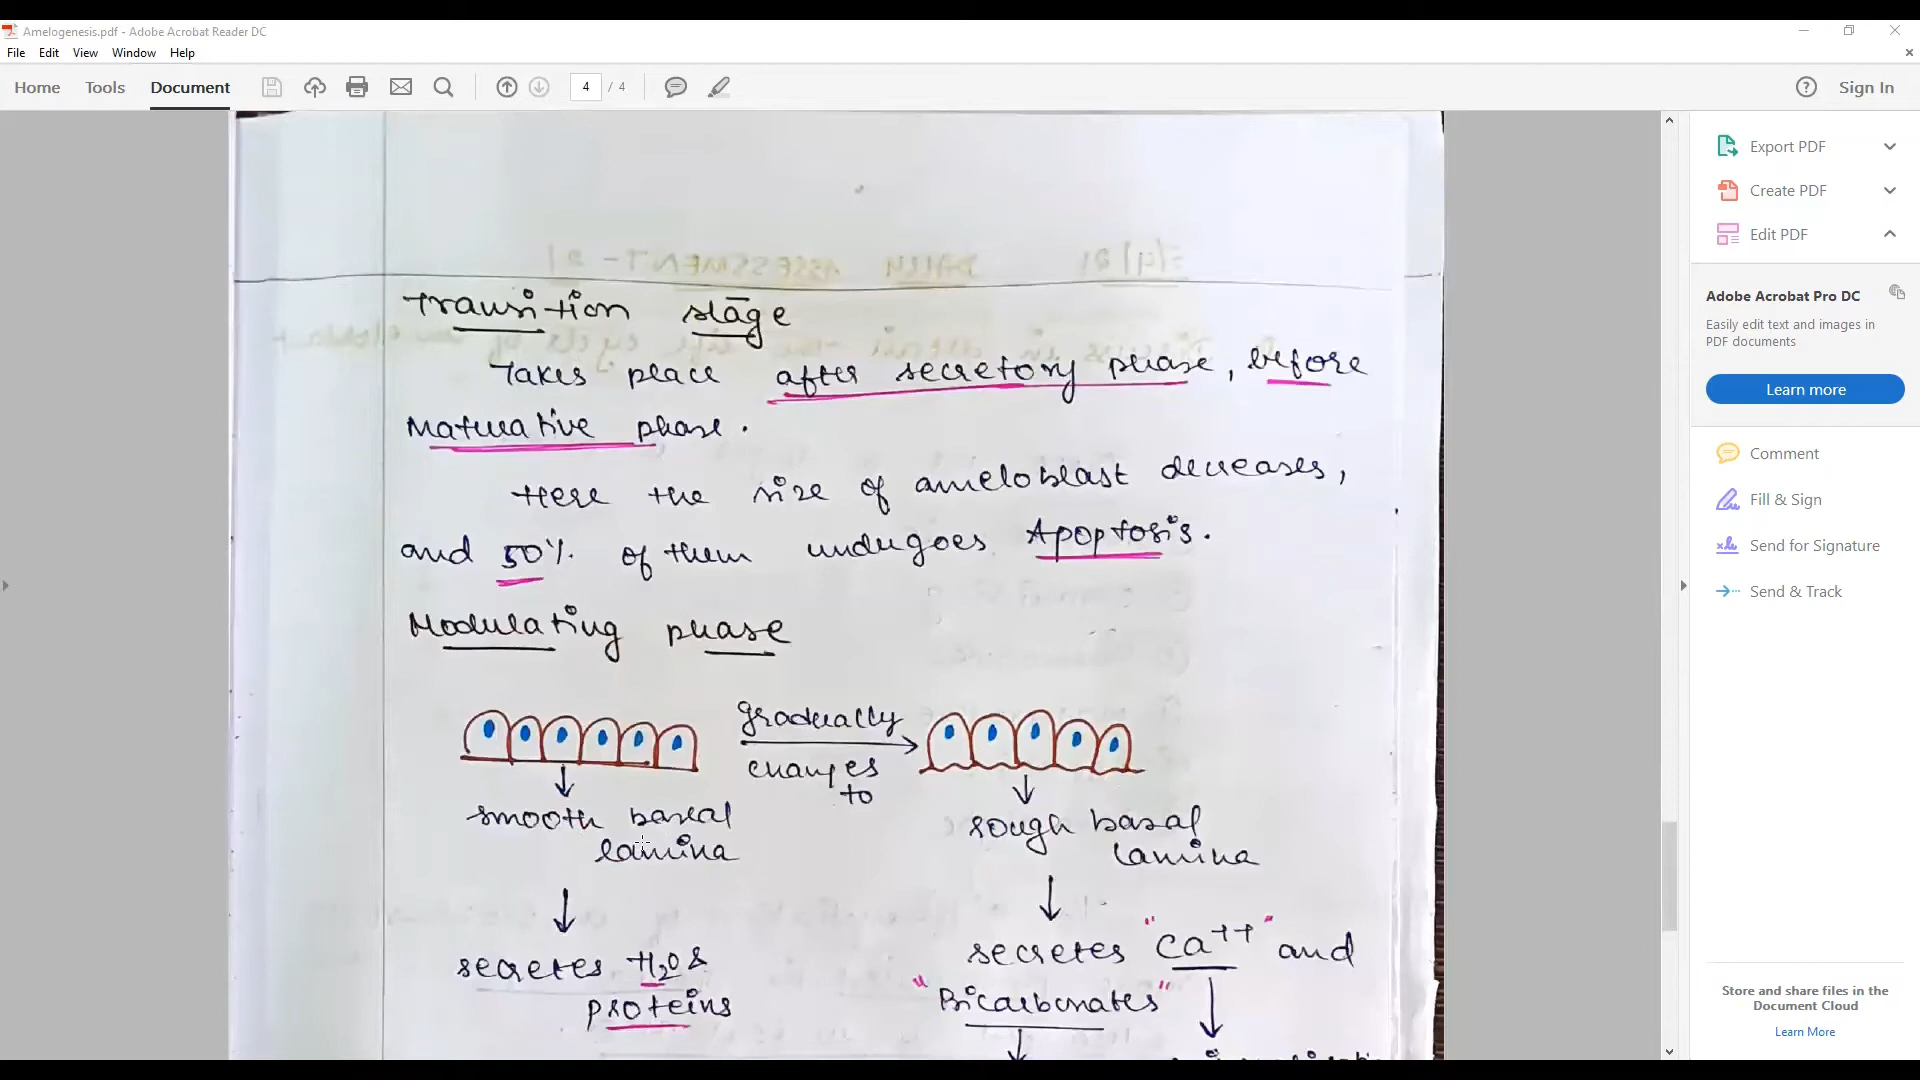 Amelogenesis.pdf - Adobe Acrobat Reader DC
File Edit View Window Help
Home Tools Document 4 / 4 Sign In
Transition stage
Takes place after secretory phase, before
Maturative phase.
Here the size of ameloblast decreases,
and 50% of them undergoes Apoptosis.
Modulating phase
gradually
changes
to
smooth basal
lamina
rough basal
lamina
secretes H2O &
proteins
secretes "Ca++" and
"Bicarbonates"
Export PDF
Create PDF
Edit PDF
Adobe Acrobat Pro DC
Easily edit text and images in
PDF documents
Learn more
Comment
Fill & Sign
Send for Signature
Send & Track
Store and share files in the
Document Cloud
Learn More